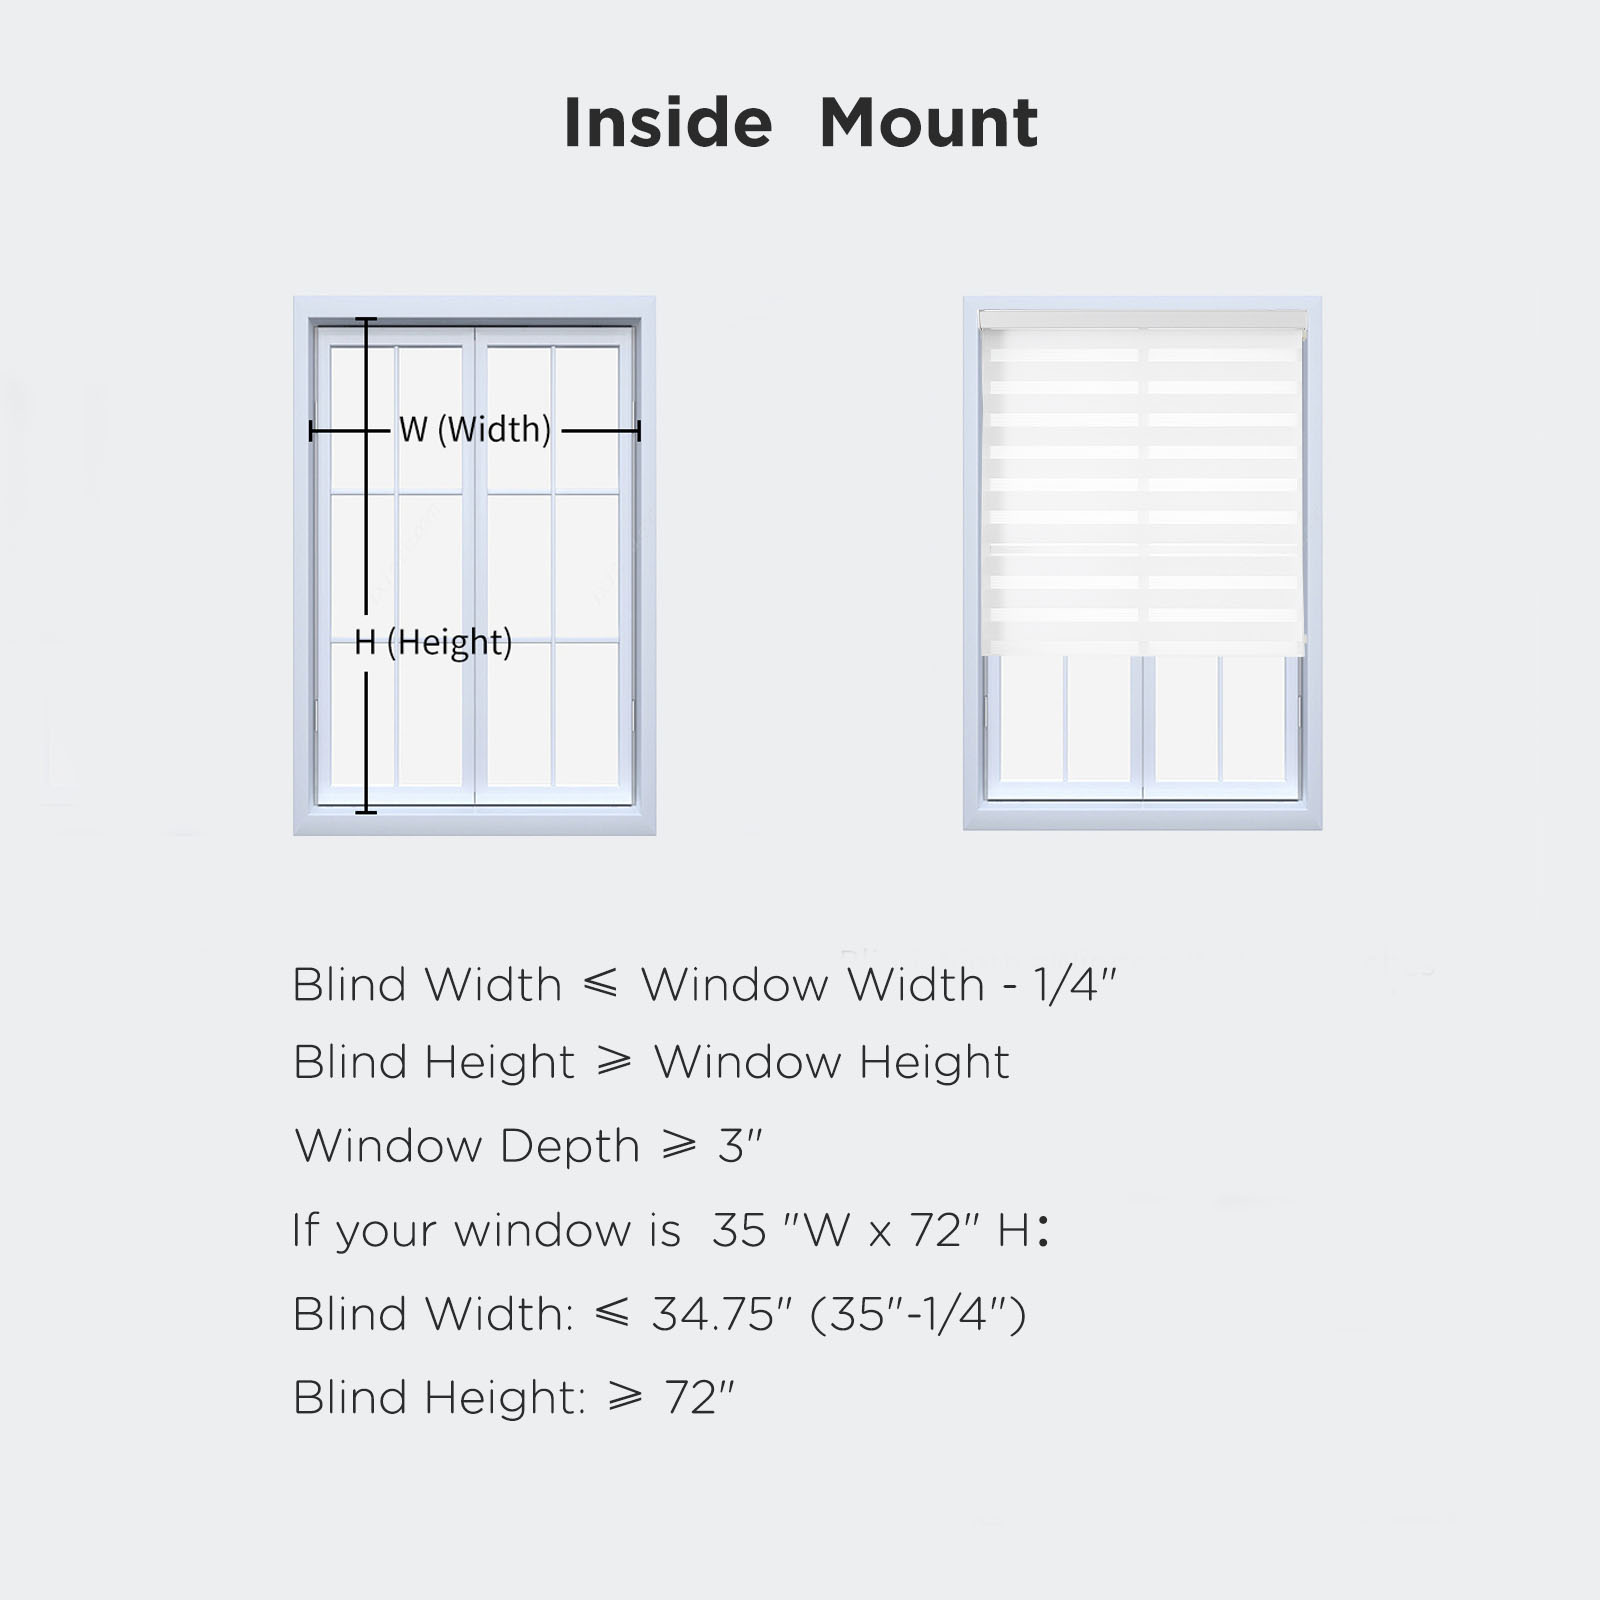 Inside Mount
W (Width)
H (Height)
Blind Width ⩽ Window Width - 1/4"
Blind Height ⩾ Window Height
Window Depth ⩾ 3"
If your window is 35 "W x 72" H:
Blind Width: ⩽ 34.75" (35"-1/4")
Blind Height: ⩾ 72"